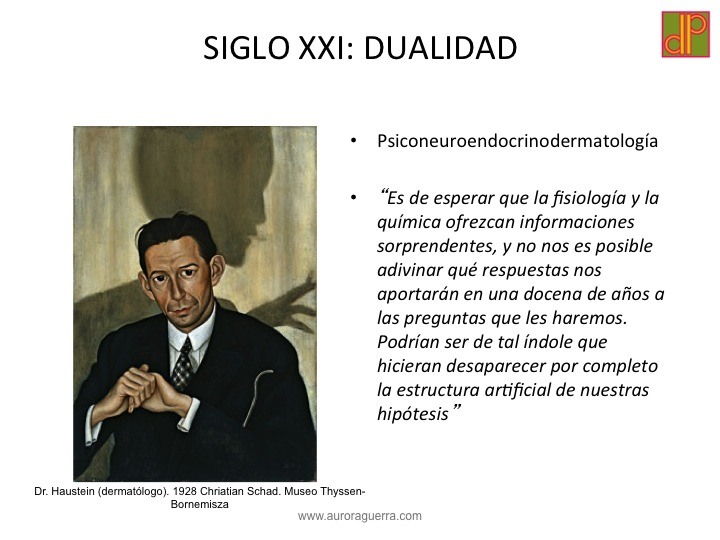 SIGLO XXI: DUALIDAD
dP
• Psiconeuroendocrinodermatología
• “Es de esperar que la fisiología y la
química ofrezcan informaciones
sorprendentes, y no nos es posible
adivinar qué respuestas nos
aportarán en una docena de años a
las preguntas que les haremos.
Podrían ser de tal índole que
hicieran desaparecer por completo
la estructura artificial de nuestras
hipótesis”
Dr. Haustein (dermatólogo). 1928 Chriatian Schad. Museo Thyssen-
Bornemisza
www.auroraguerra.com